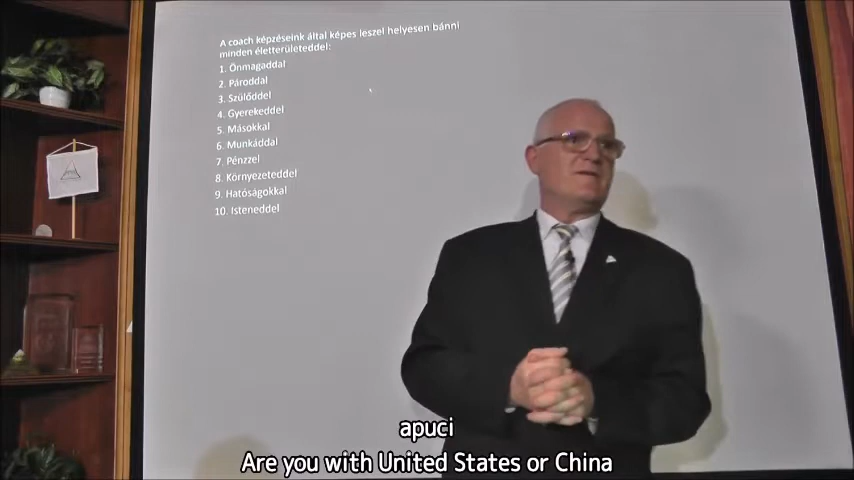 A coach képzéseink által képes leszel helyesen bánni
minden életterületeddel:
1. Önmagaddal
2. Pároddal
3. Szülőddel
4. Gyerekeddel
5. Másokkal
6. Munkáddal
7. Pénzzel
8. Környezeteddel
9. Hatóságokkal
10. Isteneddel
apuci
Are you with United States or China